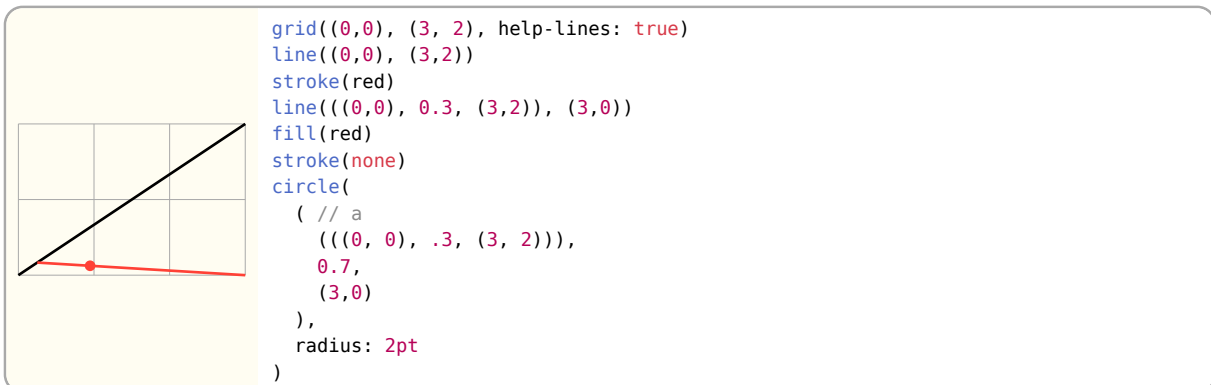 grid((0,0), (3, 2), help-lines: true)
line((0,0), (3,2))
stroke(red)
line(((0,0), 0.3, (3,2)), (3,0))
fill(red)
stroke(none)
circle(
  ( // a
    (((0, 0), .3, (3, 2))),
    0.7,
    (3,0)
  ),
  radius: 2pt
)